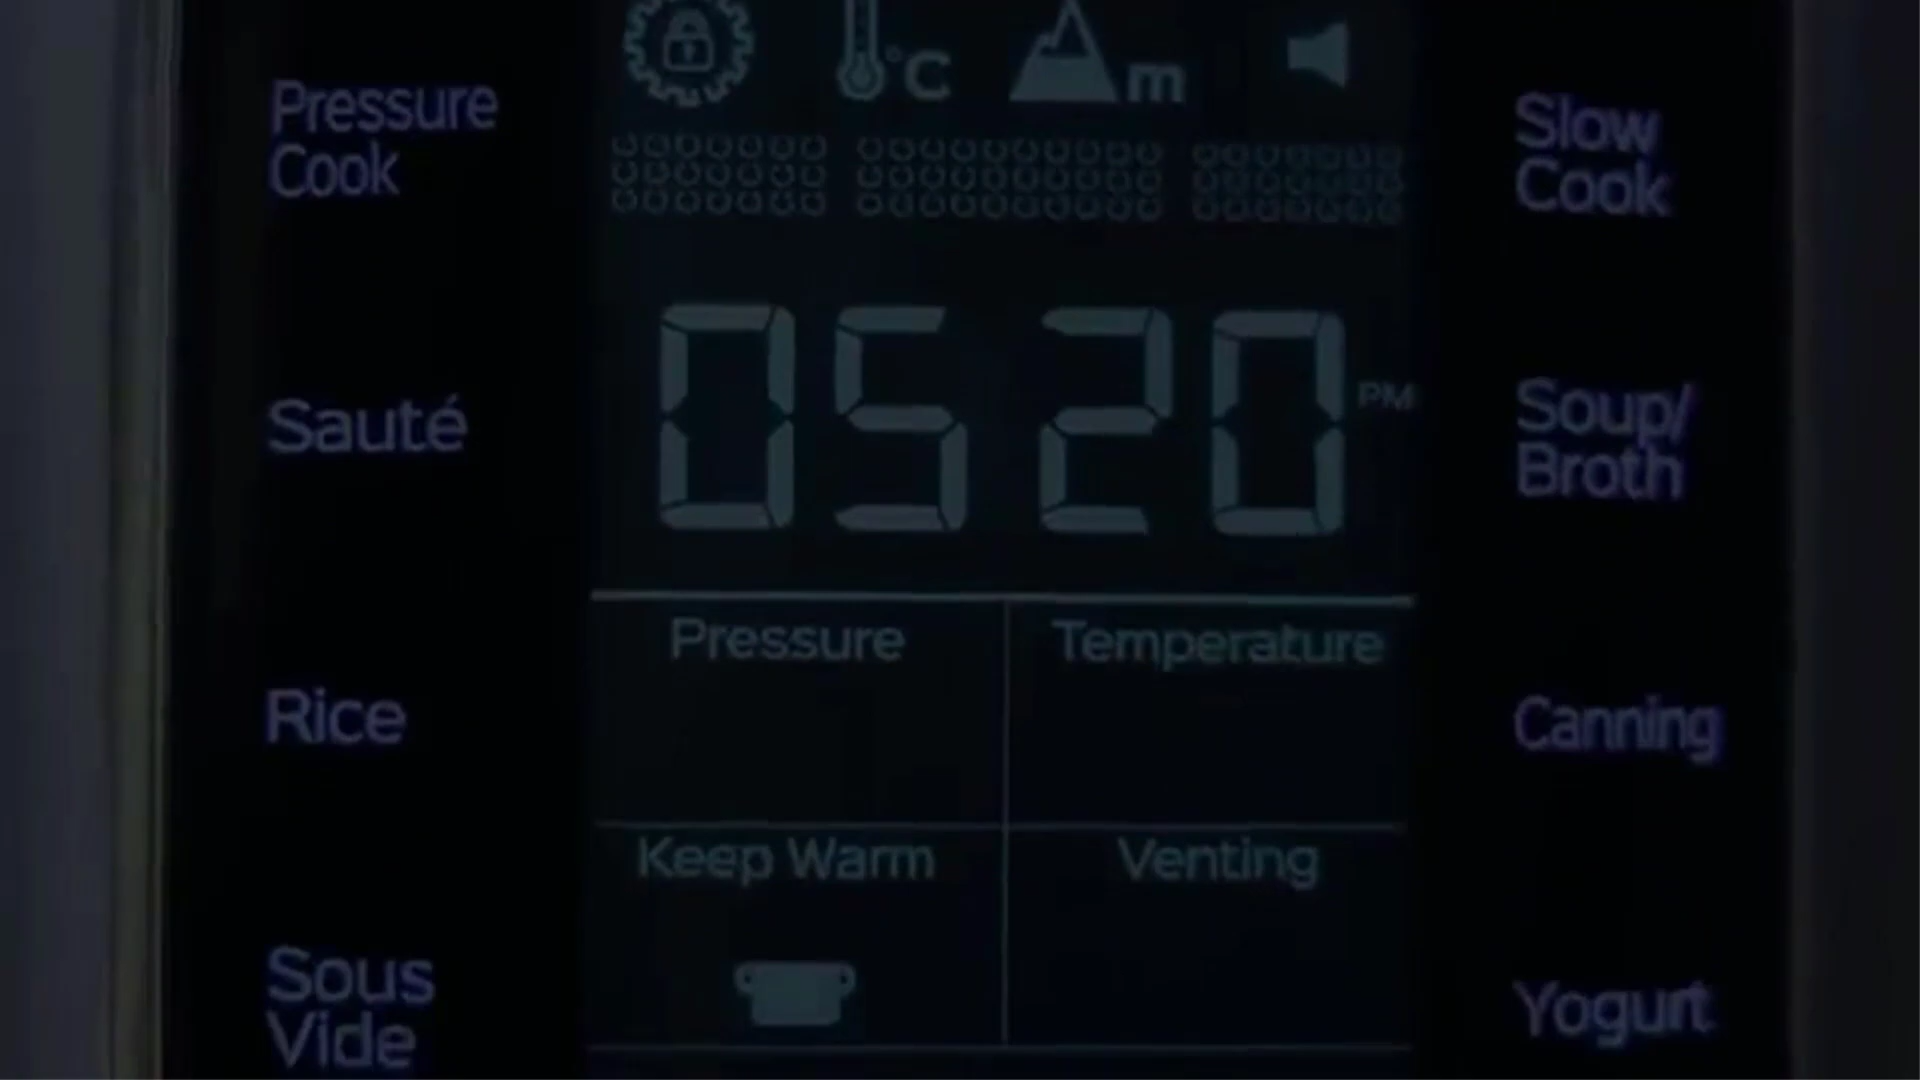 °C
m
Pressure
Cook
Slow
Cook
05 20 PM
Sauté
Soup/
Broth
Pressure
Temperature
Rice
Canning
Keep Warm
Venting
Sous
Vide
Yogurt